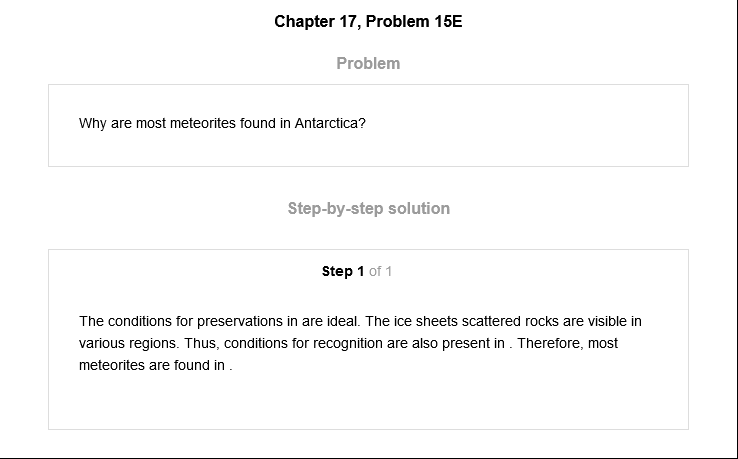 Chapter 17, Problem 15E
Problem
Why are most meteorites found in Antarctica?
Step-by-step solution
Step 1 of 1
The conditions for preservations in are ideal. The ice sheets scattered rocks are visible in
various regions. Thus, conditions for recognition are also present in . Therefore, most
meteorites are found in .